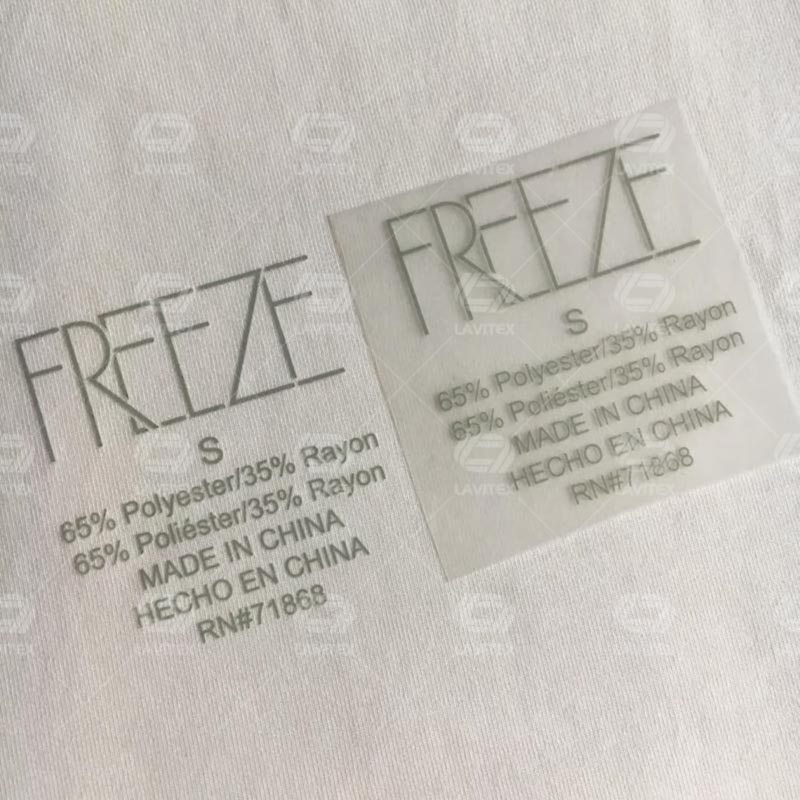 FREEZE
S
65% Polyester/35% Rayon
65% Poliéster/35% Rayon
MADE IN CHINA
HECHO EN CHINA
RN#71868
FREEZE
S
65% Polyester/35% Rayon
65% Poliéster/35% Rayon
MADE IN CHINA
HECHO EN CHINA
RN#71868
LAVITEX